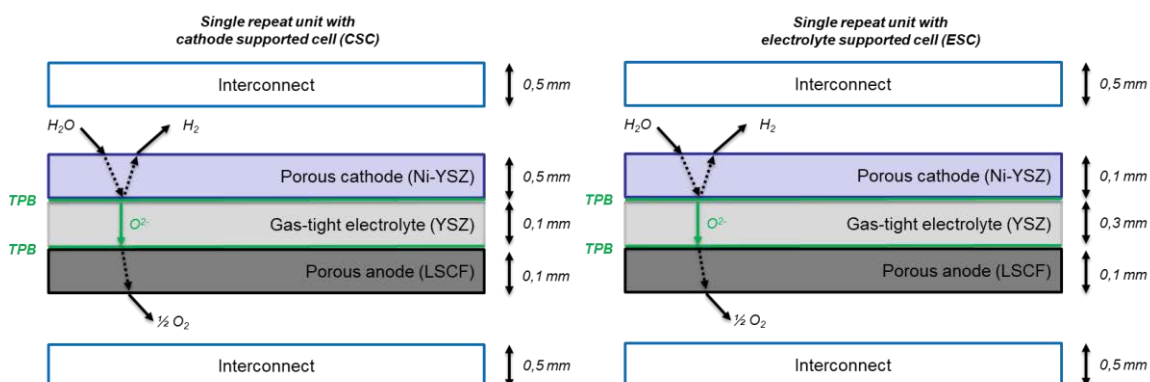 Single repeat unit with
cathode supported cell (CSC)
Interconnect
0,5 mm
H₂O
H₂
Porous cathode (Ni-YSZ)
0,5 mm
TPB
O²⁻
Gas-tight electrolyte (YSZ)
0,1 mm
TPB
Porous anode (LSCF)
0,1 mm
½ O₂
Interconnect
0,5 mm
Single repeat unit with
electrolyte supported cell (ESC)
Interconnect
0,5 mm
H₂O
H₂
Porous cathode (Ni-YSZ)
0,1 mm
TPB
O²⁻
Gas-tight electrolyte (YSZ)
0,3 mm
TPB
Porous anode (LSCF)
0,1 mm
½ O₂
Interconnect
0,5 mm